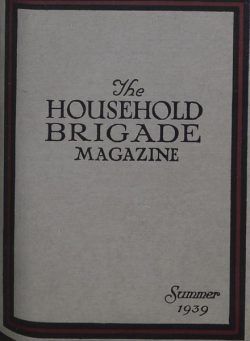 The
HOUSEHOLD
BRIGADE
MAGAZINE
Summer
1939